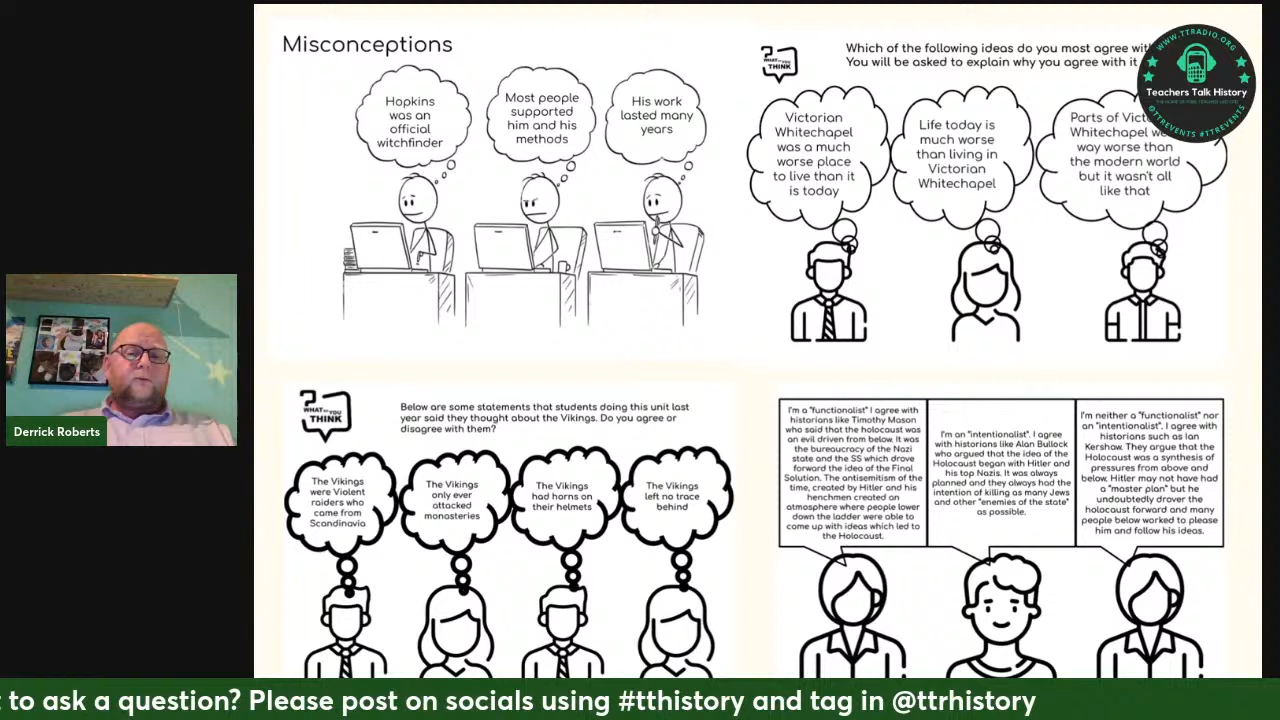 Misconceptions
Hopkins
was an
official
witchfinder
Most people
supported
him and his
methods
His work
lasted many
years
? WHAT DO YOU
THINK
Which of the following ideas do you most agree
You will be asked to explain why you agree with it
WWW.TTRADIO.ORG
Teachers Talk History
@TTREVENTS #TTREVENTS
Victorian
Whitechapel
was a much
worse place
to live than it
is today
Life today is
much worse
than living in
Victorian
Whitechapel
Parts of
Whitechapel
way worse than
the modern world
but it wasn't all
like that
Derrick Roberts
? WHAT DO YOU
THINK
Below are some statements that students doing this unit last
year said they thought about the Vikings. Do you agree or
disagree with them?
The Vikings
were Violent
raiders who
came from
Scandinavia
The Vikings
only ever
attacked
monasteries
The Vikings
had horns on
their helmets
The Vikings
left no trace
behind
I'm a "functionalist" I agree with
historians like Timothy Mason
who said that the holocaust was
an evil driven from below. It was
the bureaucracy of the Nazi
state and the SS which drove
forward the idea of the Final
Solution. The antisemitism of the
time, created by Hitler and his
henchmen created an
atmosphere where people lower
down the ladder were able to
come up with ideas which led to
the Holocaust.
I'm an "intentionalist". I agree
with historians like Alan Bullock
who argued that the idea of the
Holocaust began with Hitler and
his top Nazis. It was always
planned and they always had the
intention of killing as many Jews
and other "enemies of the state"
as possible.
I'm neither a "functionalist" nor
an "intentionalist". I agree with
historians such as Ian
Kershaw. They argue that the
Holocaust was a synthesis of
pressures from above and
below. Hitler may not have had
a "master plan" but he
undoubtedly drover the
holocaust forward and many
people below worked to please
him and follow his ideas.
to ask a question? Please post on socials using #tthistory and tag in @ttrhistory